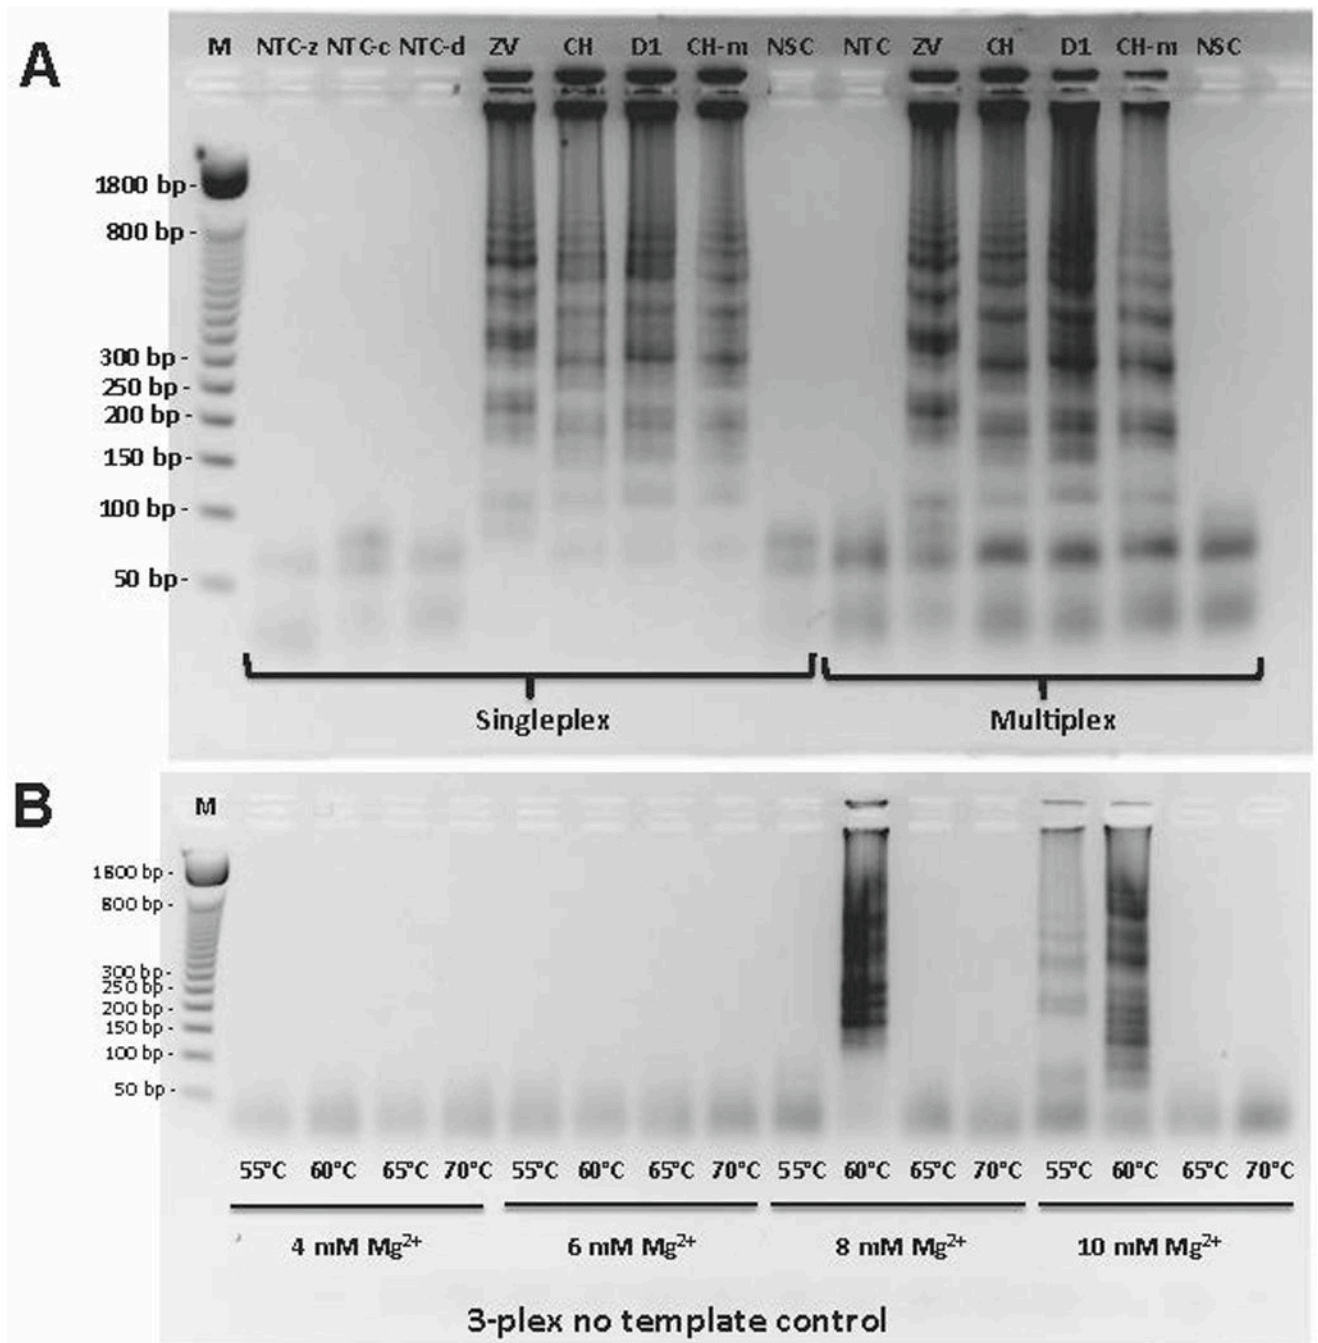 A
M NTC-z NTC-c NTC-d ZV CH D1 CH-m NSC NTC ZV CH D1 CH-m NSC
1800 bp-
800 bp-
300 bp-
250 bp-
200 bp-
150 bp-
100 bp-
50 bp-
Singleplex Multiplex
B
M
1800 bp-
800 bp-
300 bp-
250 bp-
200 bp-
150 bp-
100 bp-
50 bp-
55°C 60°C 65°C 70°C 55°C 60°C 65°C 70°C 55°C 60°C 65°C 70°C 55°C 60°C 65°C 70°C
4 mM Mg²⁺ 6 mM Mg²⁺ 8 mM Mg²⁺ 10 mM Mg²⁺
3-plex no template control